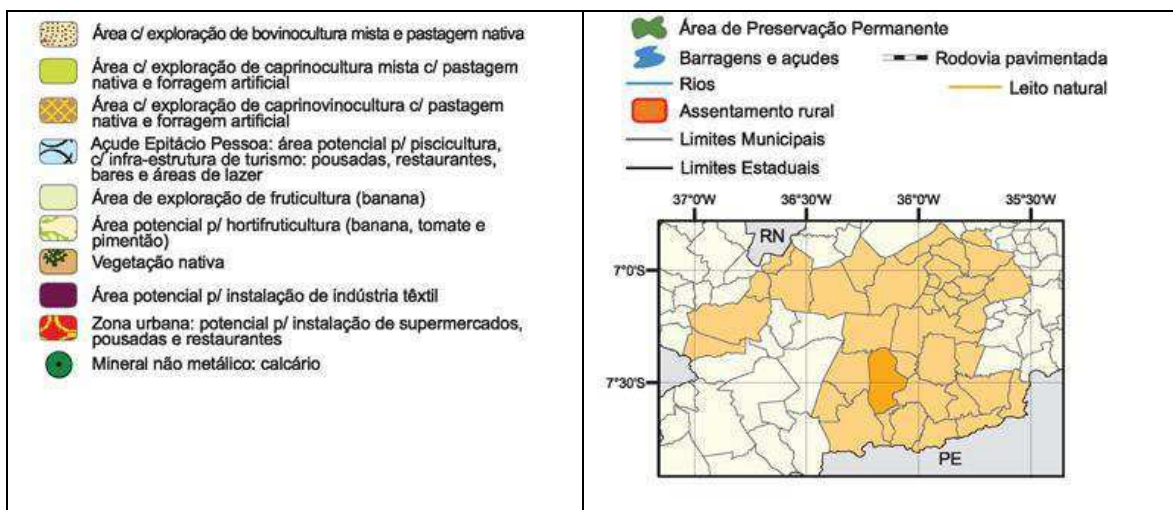 Área c/ exploração de bovinocultura mista e pastagem nativa
Área c/ exploração de caprinocultura mista c/ pastagem
nativa e forragem artificial
Área c/ exploração de caprinovinocultura c/ pastagem
nativa e forragem artificial
Açude Epitácio Pessoa: área potencial p/ piscicultura,
c/ infra-estrutura de turismo: pousadas, restaurantes,
bares e áreas de lazer
Área de exploração de fruticultura (banana)
Área potencial p/ hortifruticultura (banana, tomate e
pimentão)
Vegetação nativa
Área potencial p/ instalação de indústria têxtil
Zona urbana: potencial p/ instalação de supermercados,
pousadas e restaurantes
Mineral não metálico: calcário
Área de Preservação Permanente
Barragens e açudes
Rodovia pavimentada
Rios
Leito natural
Assentamento rural
Limites Municipais
Limites Estaduais
37°0'W 36°30'W 36°0'W 35°30'W
RN
7°0'S
7°30'S
PE